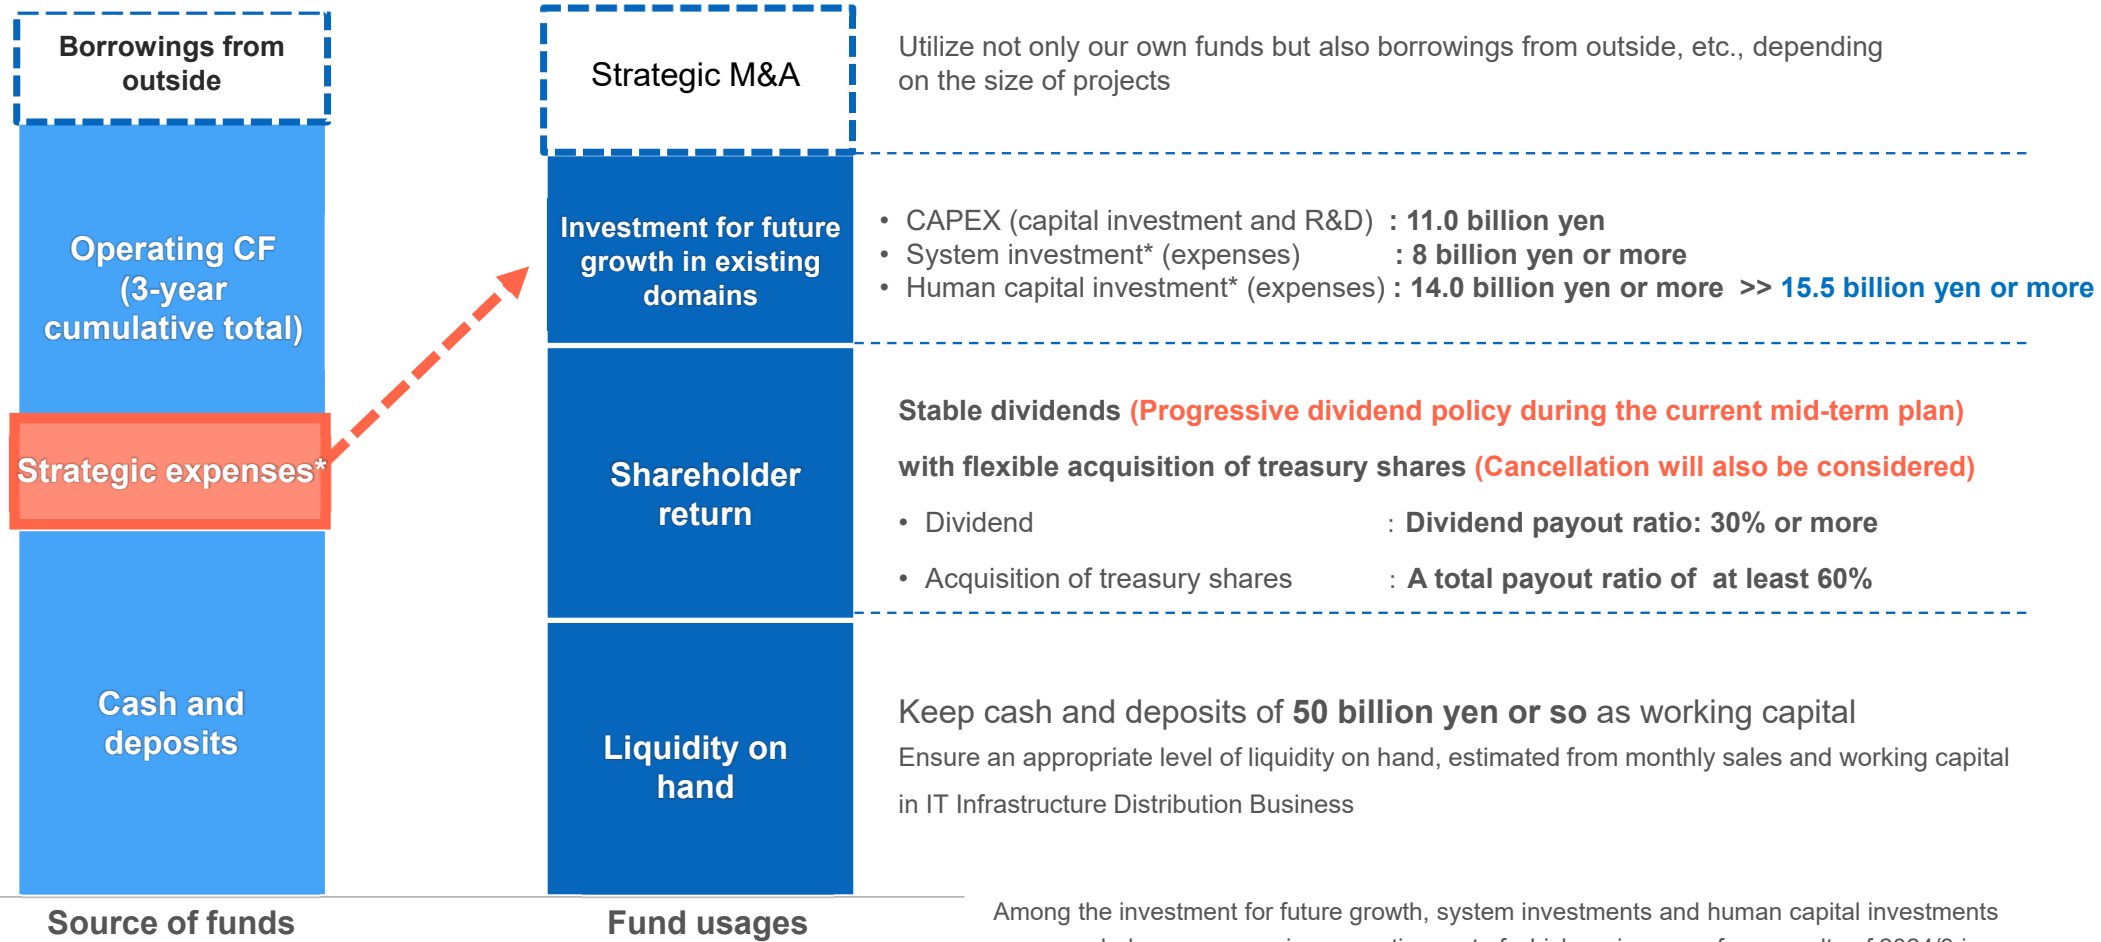 Borrowings from
outside
Operating CF
(3-year
cumulative total)
Strategic expenses*
Cash and
deposits
Source of funds
Strategic M&A
Investment for future
growth in existing
domains
Shareholder
return
Liquidity on
hand
Fund usages
Utilize not only our own funds but also borrowings from outside, etc., depending
on the size of projects
• CAPEX (capital investment and R&D) : 11.0 billion yen
• System investment* (expenses) : 8 billion yen or more
• Human capital investment* (expenses) : 14.0 billion yen or more >> 15.5 billion yen or more
Stable dividends (Progressive dividend policy during the current mid-term plan)
with flexible acquisition of treasury shares (Cancellation will also be considered)
• Dividend : Dividend payout ratio: 30% or more
• Acquisition of treasury shares : A total payout ratio of at least 60%
Keep cash and deposits of 50 billion yen or so as working capital
Ensure an appropriate level of liquidity on hand, estimated from monthly sales and working capital
in IT Infrastructure Distribution Business
Among the investment for future growth, system investments and human capital investments